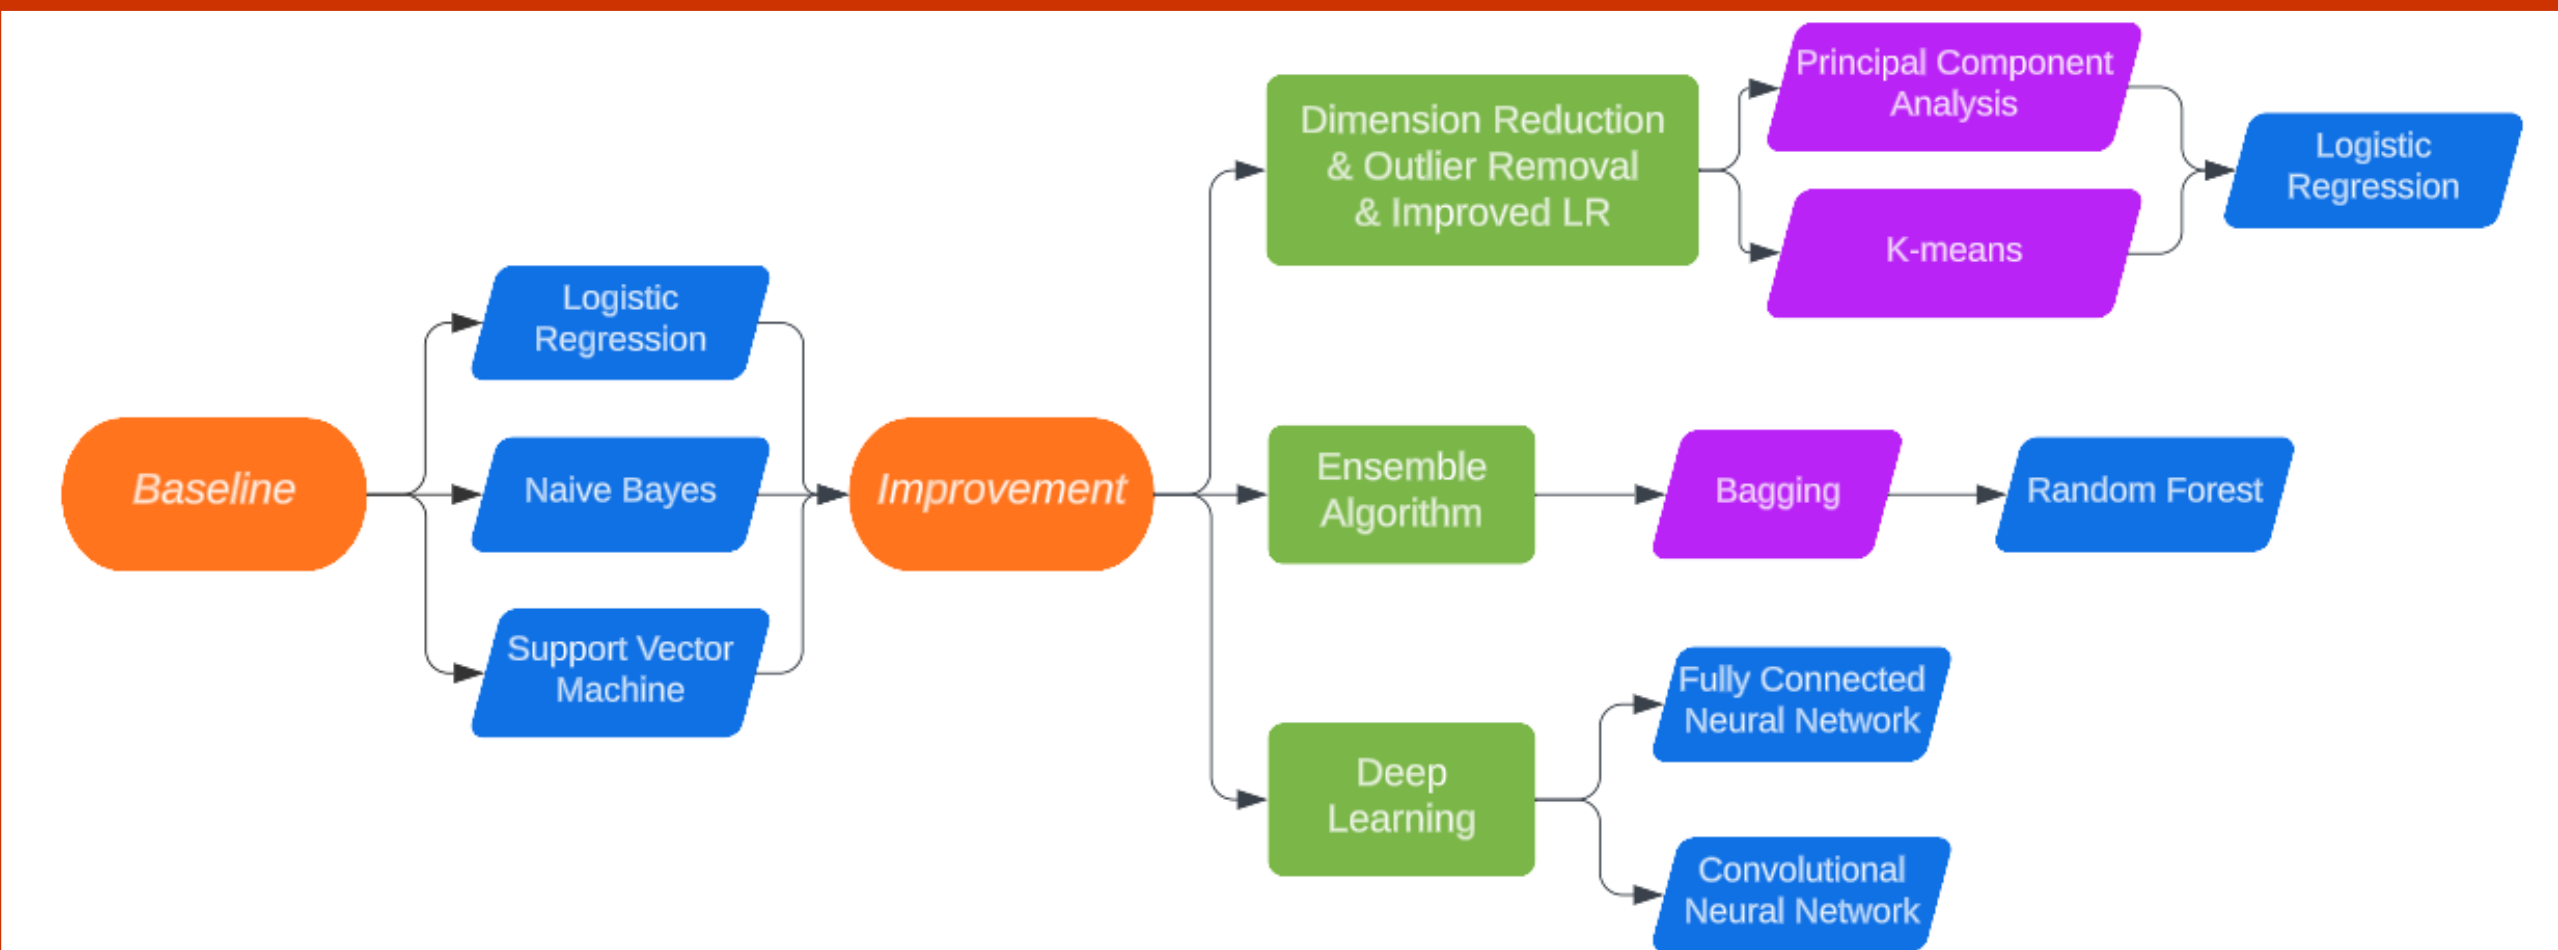 Baseline
Logistic
Regression
Naive Bayes
Support Vector
Machine
Improvement
Dimension Reduction
& Outlier Removal
& Improved LR
Principal Component
Analysis
K-means
Logistic
Regression
Ensemble
Algorithm
Bagging
Random Forest
Deep
Learning
Fully Connected
Neural Network
Convolutional
Neural Network